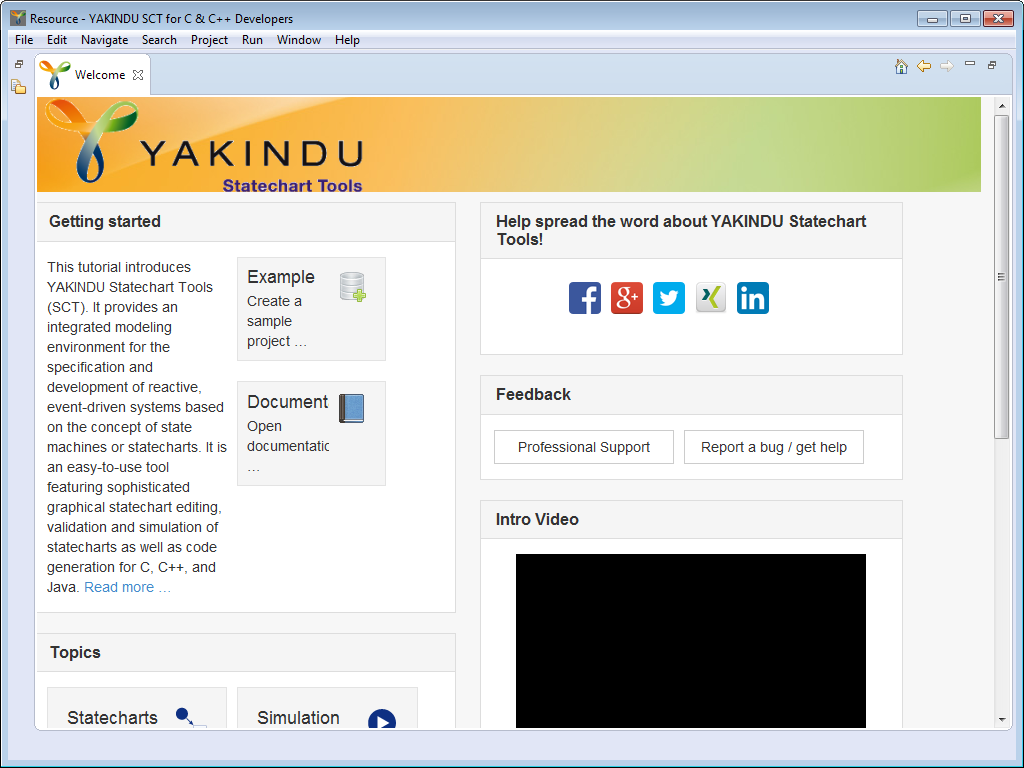 Resource - YAKINDU SCT for C & C++ Developers
File Edit Navigate Search Project Run Window Help
Welcome
YAKINDU
Statechart Tools
Getting started
This tutorial introduces
YAKINDU Statechart Tools
(SCT). It provides an
integrated modeling
environment for the
specification and
development of reactive,
event-driven systems based
on the concept of state
machines or statecharts. It is
an easy-to-use tool
featuring sophisticated
graphical statechart editing,
validation and simulation of
statecharts as well as code
generation for C, C++, and
Java. Read more …
Example
Create a
sample
project …
Document
Open
documentatic
…
Topics
Statecharts
Simulation
Help spread the word about YAKINDU Statechart
Tools!
f g+ in
Feedback
Professional Support
Report a bug / get help
Intro Video